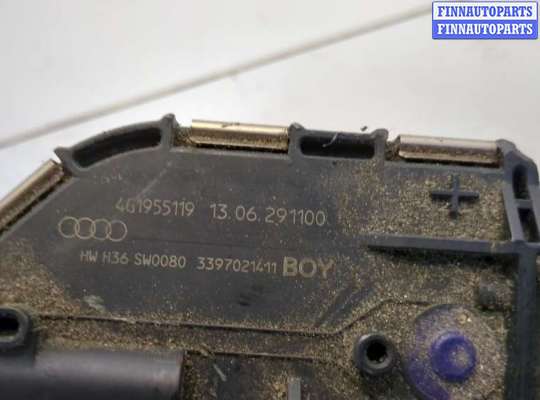 FINNAUTOPARTS
FINNAUTOPARTS
4G1955119 13.06.291100
HW H36 SW0080 3397021411 BOY